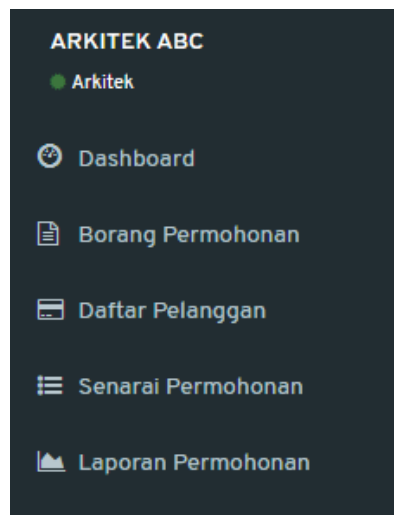 ARKITEK ABC
Arkitek
Dashboard
Borang Permohonan
Daftar Pelanggan
Senarai Permohonan
Laporan Permohonan